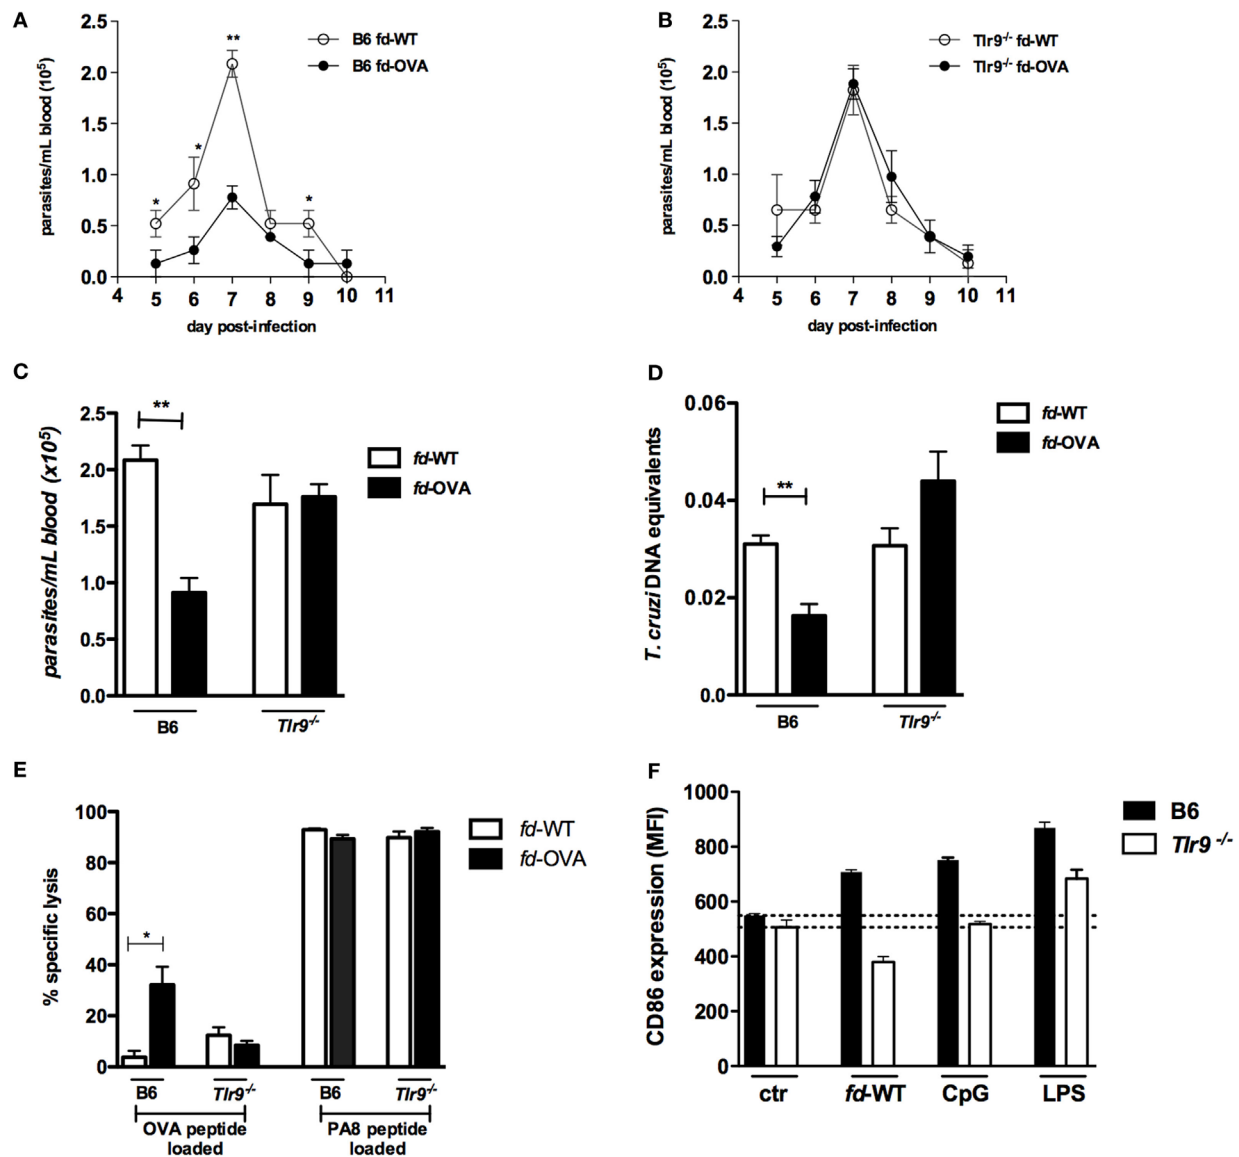 A
parasites/mL blood (10⁵)
2.5
2.0
1.5
1.0
0.5
0.0
4 5 6 7 8 9 10 11
day post-infection
B6 fd-WT
B6 fd-OVA
* * ** *
B
parasites/mL blood (10⁵)
2.5
2.0
1.5
1.0
0.5
0.0
4 5 6 7 8 9 10 11
day post-infection
Tlr9-/- fd-WT
Tlr9-/- fd-OVA
C
parasites/mL blood (x10⁵)
2.5
2.0
1.5
1.0
0.5
0.0
**
B6 Tlr9-/-
fd-WT
fd-OVA
D
T. cruzi DNA equivalents
0.06
0.04
0.02
0.0
**
B6 Tlr9-/-
fd-WT
fd-OVA
E
% specific lysis
100
80
60
40
20
0
*
B6 Tlr9-/- B6 Tlr9-/-
OVA peptide PA8 peptide
loaded loaded
fd-WT
fd-OVA
F
CD86 expression (MFI)
1000
800
600
400
200
0
ctr fd-WT CpG LPS
B6
Tlr9 -/-